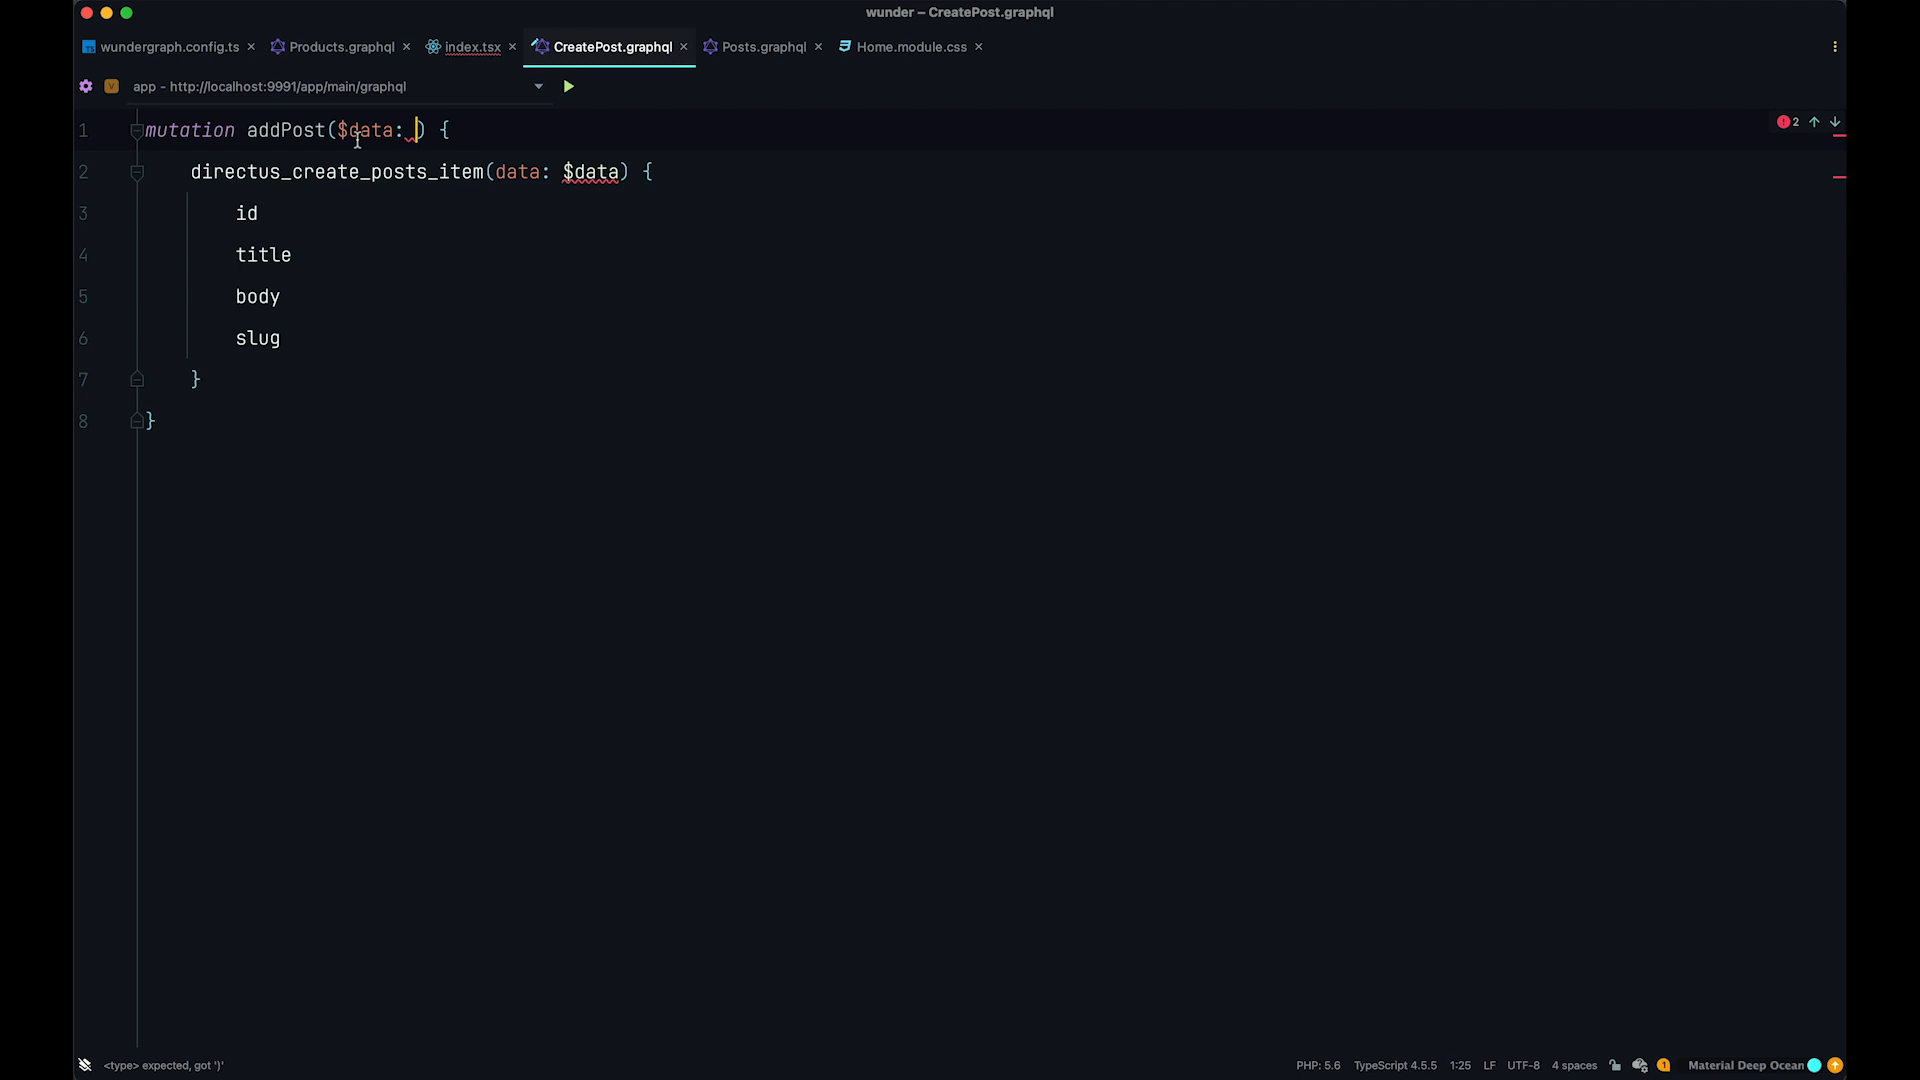 wunder – CreatePost.graphql
wundergraph.config.ts Products.graphql index.tsx CreatePost.graphql Posts.graphql Home.module.css
app - http://localhost:9991/app/main/graphql
1 mutation addPost($data: ) {
2 directus_create_posts_item(data: $data) {
3 id
4 title
5 body
6 slug
7 }
8 }
2
<type> expected, got ')'
PHP: 5.6 TypeScript 4.5.5 1:25 LF UTF-8 4 spaces 1 Material Deep Ocean